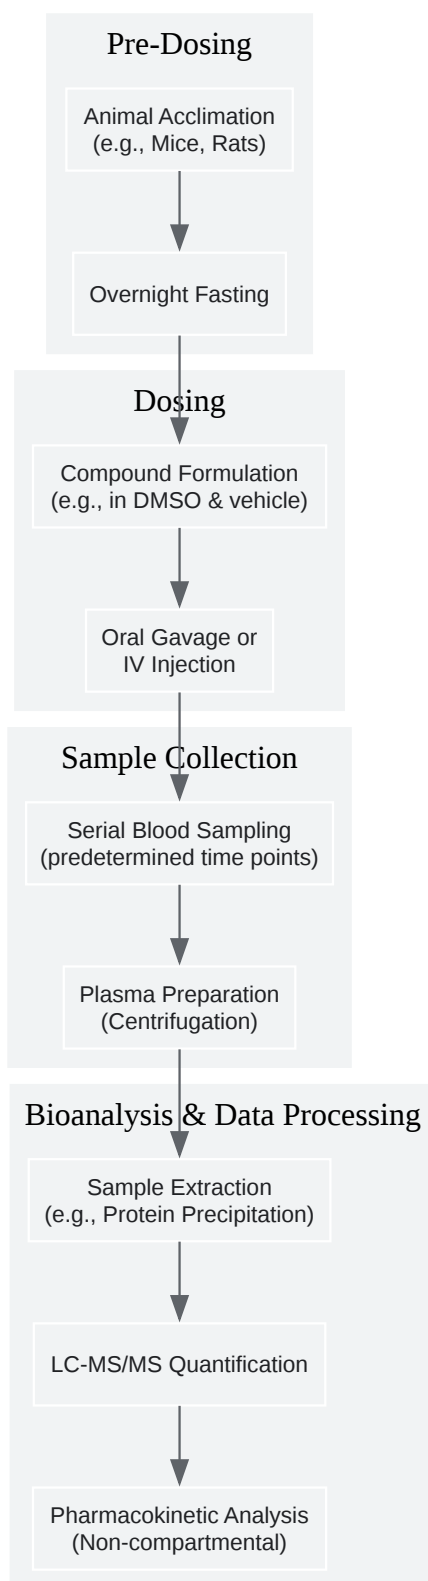 Pre-Dosing
Animal Acclimation
(e.g., Mice, Rats)
Overnight Fasting
Dosing
Compound Formulation
(e.g., in DMSO & vehicle)
Oral Gavage or
IV Injection
Sample Collection
Serial Blood Sampling
(predetermined time points)
Plasma Preparation
(Centrifugation)
Bioanalysis & Data Processing
Sample Extraction
(e.g., Protein Precipitation)
LC-MS/MS Quantification
Pharmacokinetic Analysis
(Non-compartmental)